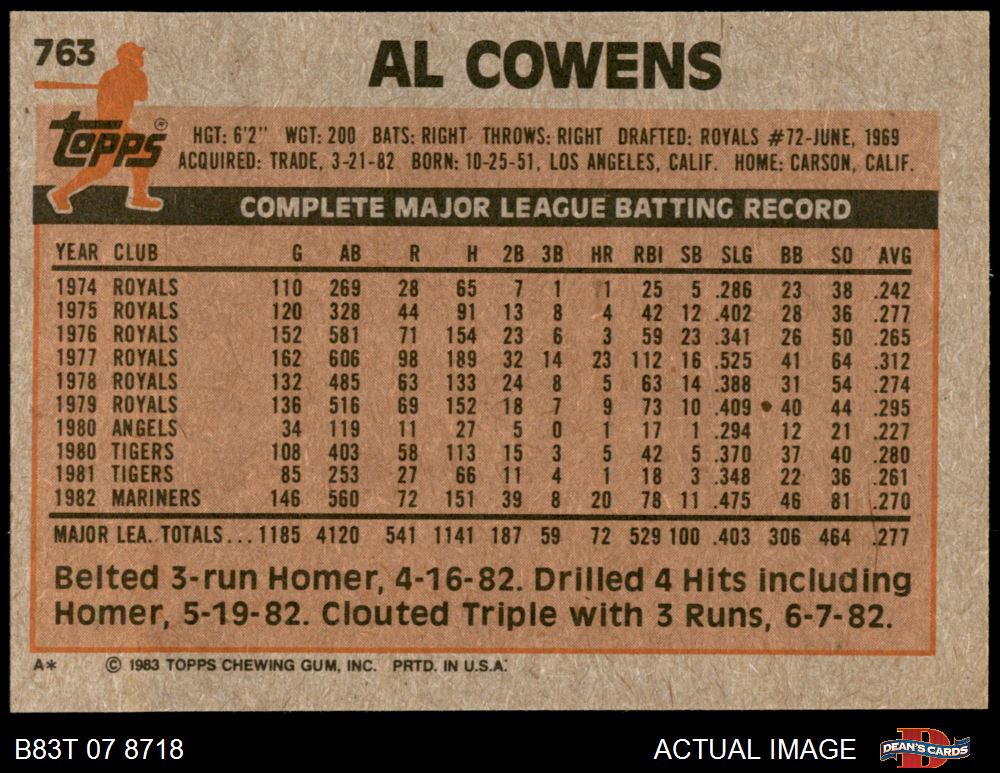 763
AL COWENS
Topps®
HGT: 6'2" WGT: 200 BATS: RIGHT THROWS: RIGHT DRAFTED: ROYALS #72-JUNE, 1969
ACQUIRED: TRADE, 3-21-82 BORN: 10-25-51, LOS ANGELES, CALIF. HOME: CARSON, CALIF.
COMPLETE MAJOR LEAGUE BATTING RECORD
YEAR CLUB G AB R H 2B 3B HR RBI SB SLG BB SO AVG
1974 ROYALS 110 269 28 65 7 1 1 25 5 .286 23 38 .242
1975 ROYALS 120 328 44 91 13 8 4 42 12 .402 28 36 .277
1976 ROYALS 152 581 71 154 23 6 3 59 23 .341 26 50 .265
1977 ROYALS 162 606 98 189 32 14 23 112 16 .525 41 64 .312
1978 ROYALS 132 485 63 133 24 8 5 63 14 .388 31 54 .274
1979 ROYALS 136 516 69 152 18 7 9 73 10 .409 40 44 .295
1980 ANGELS 34 119 11 27 5 0 1 17 1 .294 12 21 .227
1980 TIGERS 108 403 58 113 15 3 5 42 5 .370 37 40 .280
1981 TIGERS 85 253 27 66 11 4 1 18 3 .348 22 36 .261
1982 MARINERS 146 560 72 151 39 8 20 78 11 .475 46 81 .270
MAJOR LEA. TOTALS... 1185 4120 541 1141 187 59 72 529 100 .403 306 464 .277
Belted 3-run Homer, 4-16-82. Drilled 4 Hits including
Homer, 5-19-82. Clouted Triple with 3 Runs, 6-7-82.
A* © 1983 TOPPS CHEWING GUM, INC. PRTD. IN U.S.A.
B83T 07 8718 ACTUAL IMAGE DEAN'S CARDS